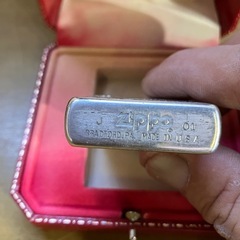 J Zippo 01
BRADFORD, PA. MADE IN U.S.A.